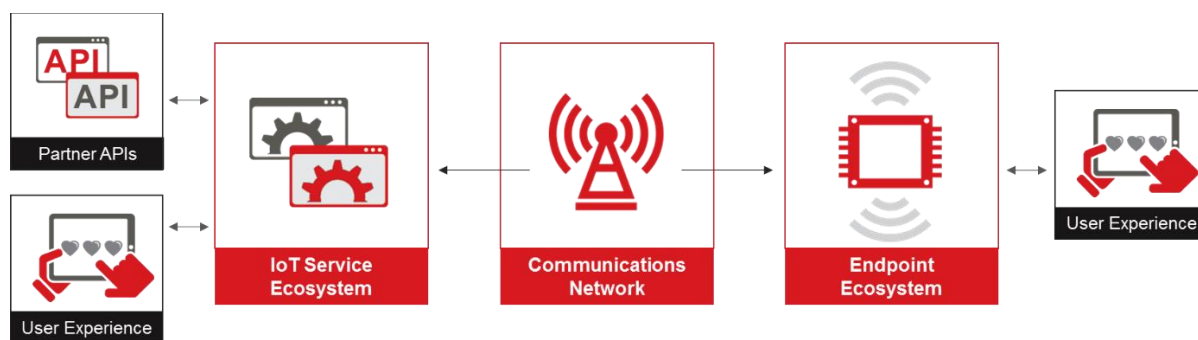 API
API
Partner APIs
User Experience
IoT Service
Ecosystem
Communications
Network
Endpoint
Ecosystem
User Experience